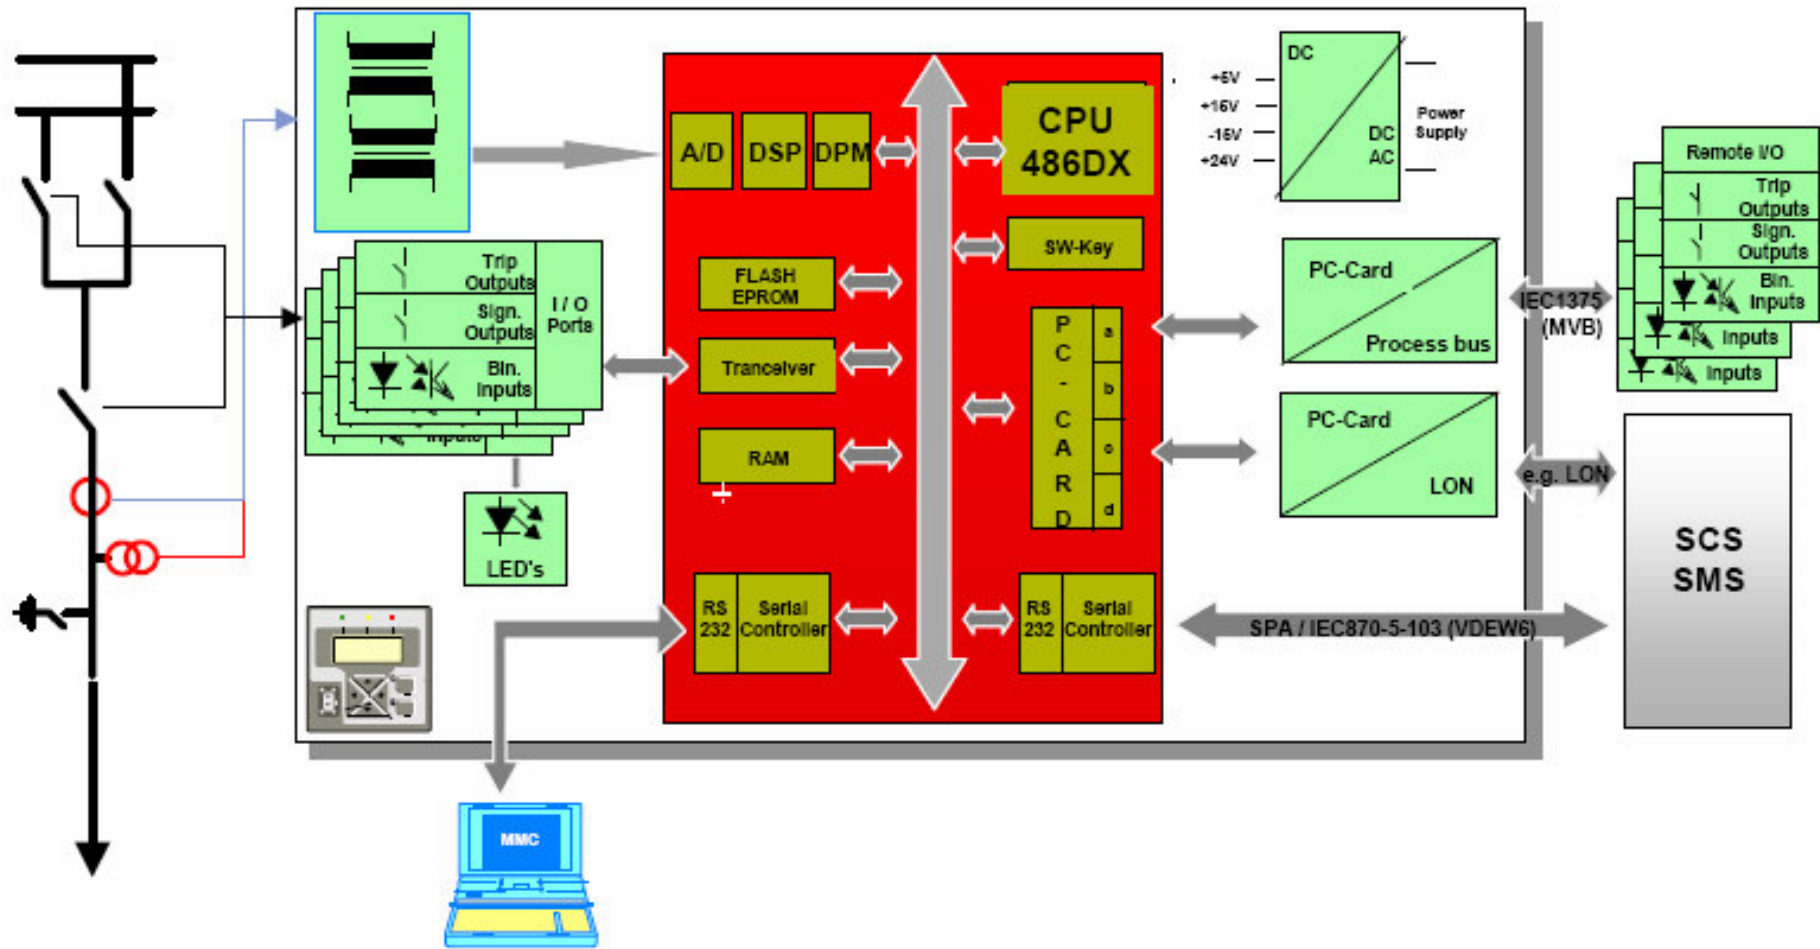 A/D
DSP
DPM
CPU
486DX
SW-Key
FLASH
EPROM
Tranceiver
RAM
P
C
-
C
A
R
D
a
b
c
d
RS
232
Serial
Controller
RS
232
Serial
Controller
Trip
Outputs
Sign.
Outputs
Bin.
Inputs
I / O
Ports
Inputs
LED's
MMC
+5V
+15V
-15V
+24V
DC
DC
AC
Power
Supply
PC-Card
Process bus
PC-Card
LON
IEC1375
(MVB)
e.g. LON
SPA / IEC870-5-103 (VDEW6)
Remote I/O
Trip
Outputs
Sign.
Outputs
Bin.
Inputs
Inputs
Inputs
SCS
SMS